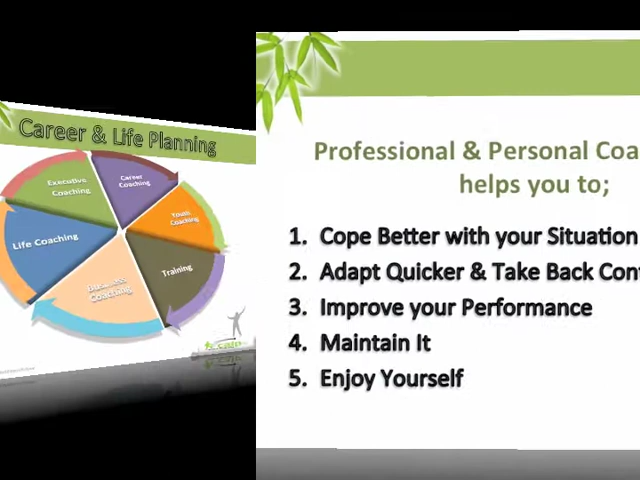 Career & Life Planning
Executive
Coaching
Career
Coaching
Youth
Coaching
Life Coaching
Training
Business
Coaching
Professional & Personal Coa
helps you to;
1. Cope Better with your Situation
2. Adapt Quicker & Take Back Con
3. Improve your Performance
4. Maintain It
5. Enjoy Yourself